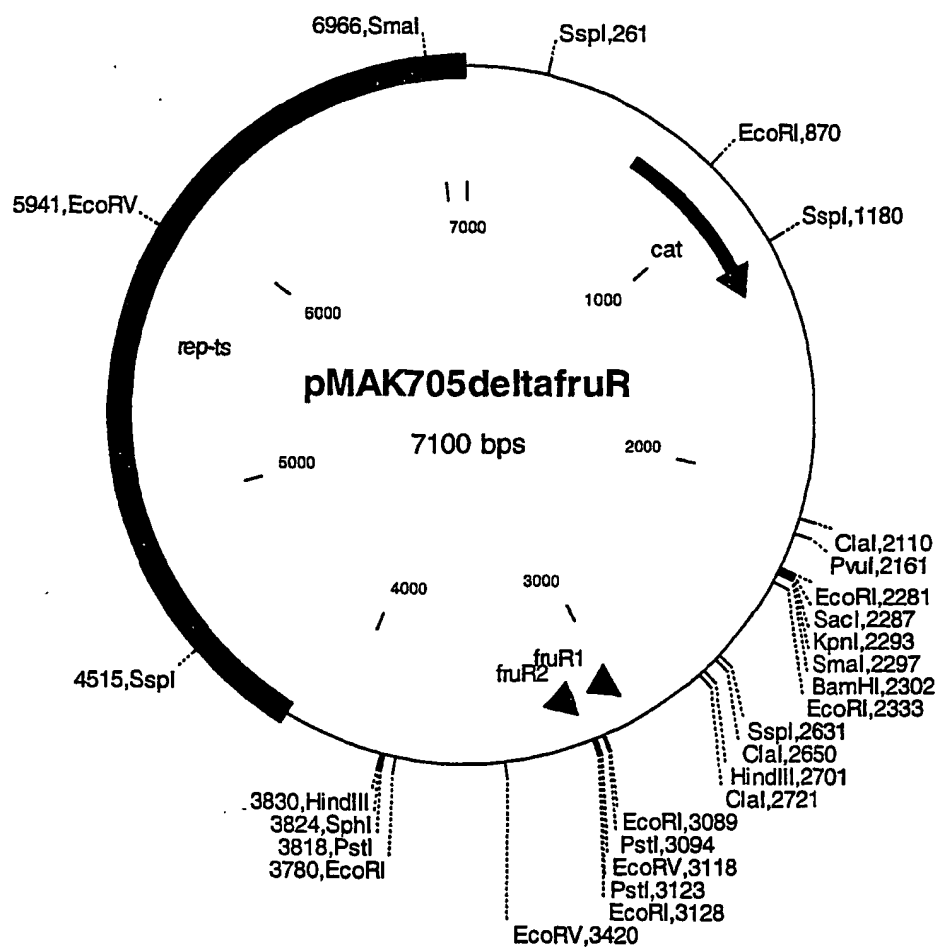 6966,SmaI
SspI,261
EcoRI,870
5941,EcoRV
SspI,1180
7000
cat
1000
6000
rep-ts
pMAK705deltafruR
7100 bps
2000
5000
ClaI,2110
PvuI,2161
EcoRI,2281
SacI,2287
KpnI,2293
SmaI,2297
BamHI,2302
EcoRI,2333
3000
4000
fruR1
fruR2
4515,SspI
SspI,2631
ClaI,2650
HindIII,2701
ClaI,2721
3830,HindIII
3824,SphI
3818,PstI
3780,EcoRI
EcoRI,3089
PstI,3094
EcoRV,3118
PstI,3123
EcoRI,3128
EcoRV,3420